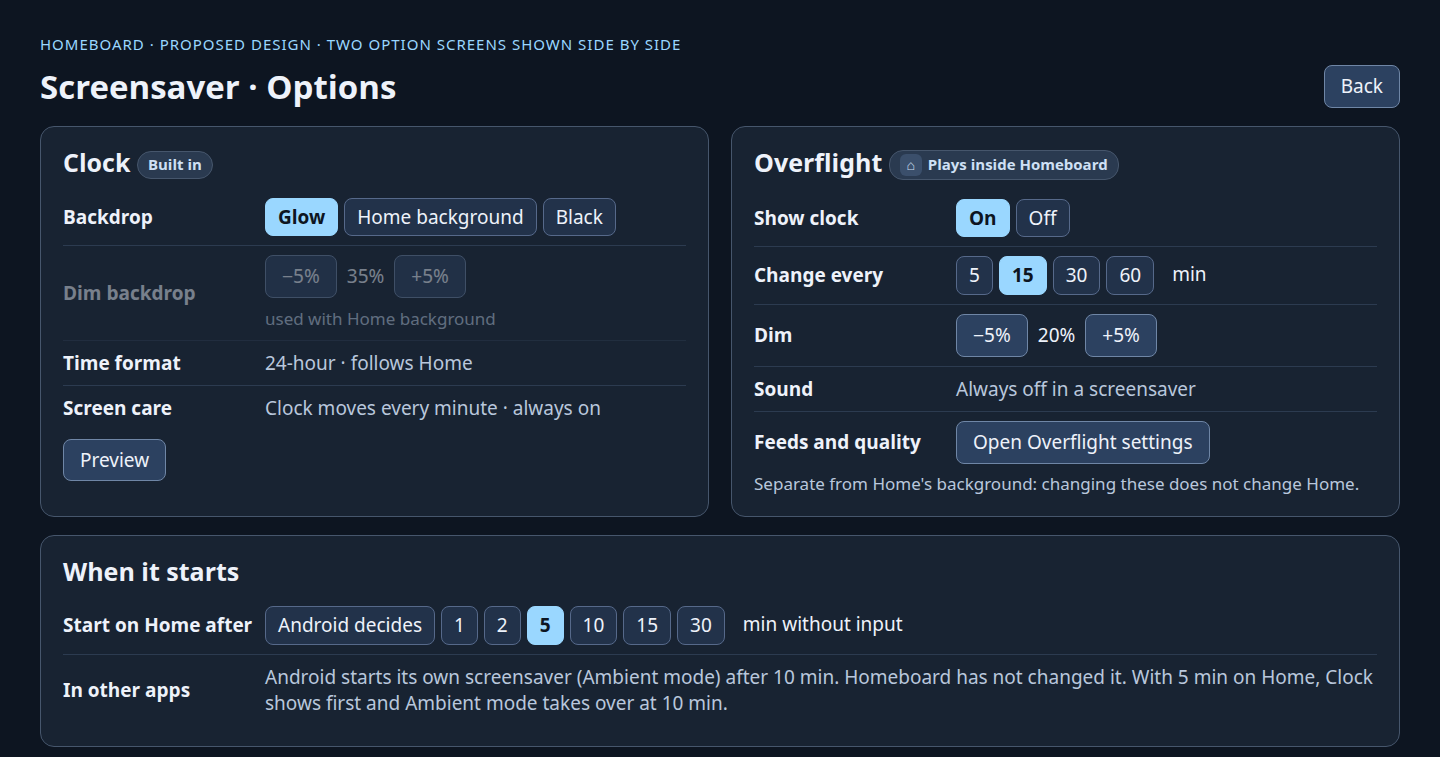 HOMEBOARD · PROPOSED DESIGN · TWO OPTION SCREENS SHOWN SIDE BY SIDE
Screensaver · Options
Back
Clock Built in
Backdrop Glow Home background Black
Dim backdrop −5% 35% +5%
used with Home background
Time format 24-hour · follows Home
Screen care Clock moves every minute · always on
Preview
Overflight ⌂ Plays inside Homeboard
Show clock On Off
Change every 5 15 30 60 min
Dim −5% 20% +5%
Sound Always off in a screensaver
Feeds and quality Open Overflight settings
Separate from Home's background: changing these does not change Home.
When it starts
Start on Home after Android decides 1 2 5 10 15 30 min without input
In other apps Android starts its own screensaver (Ambient mode) after 10 min. Homeboard has not changed it. With 5 min on Home, Clock
shows first and Ambient mode takes over at 10 min.